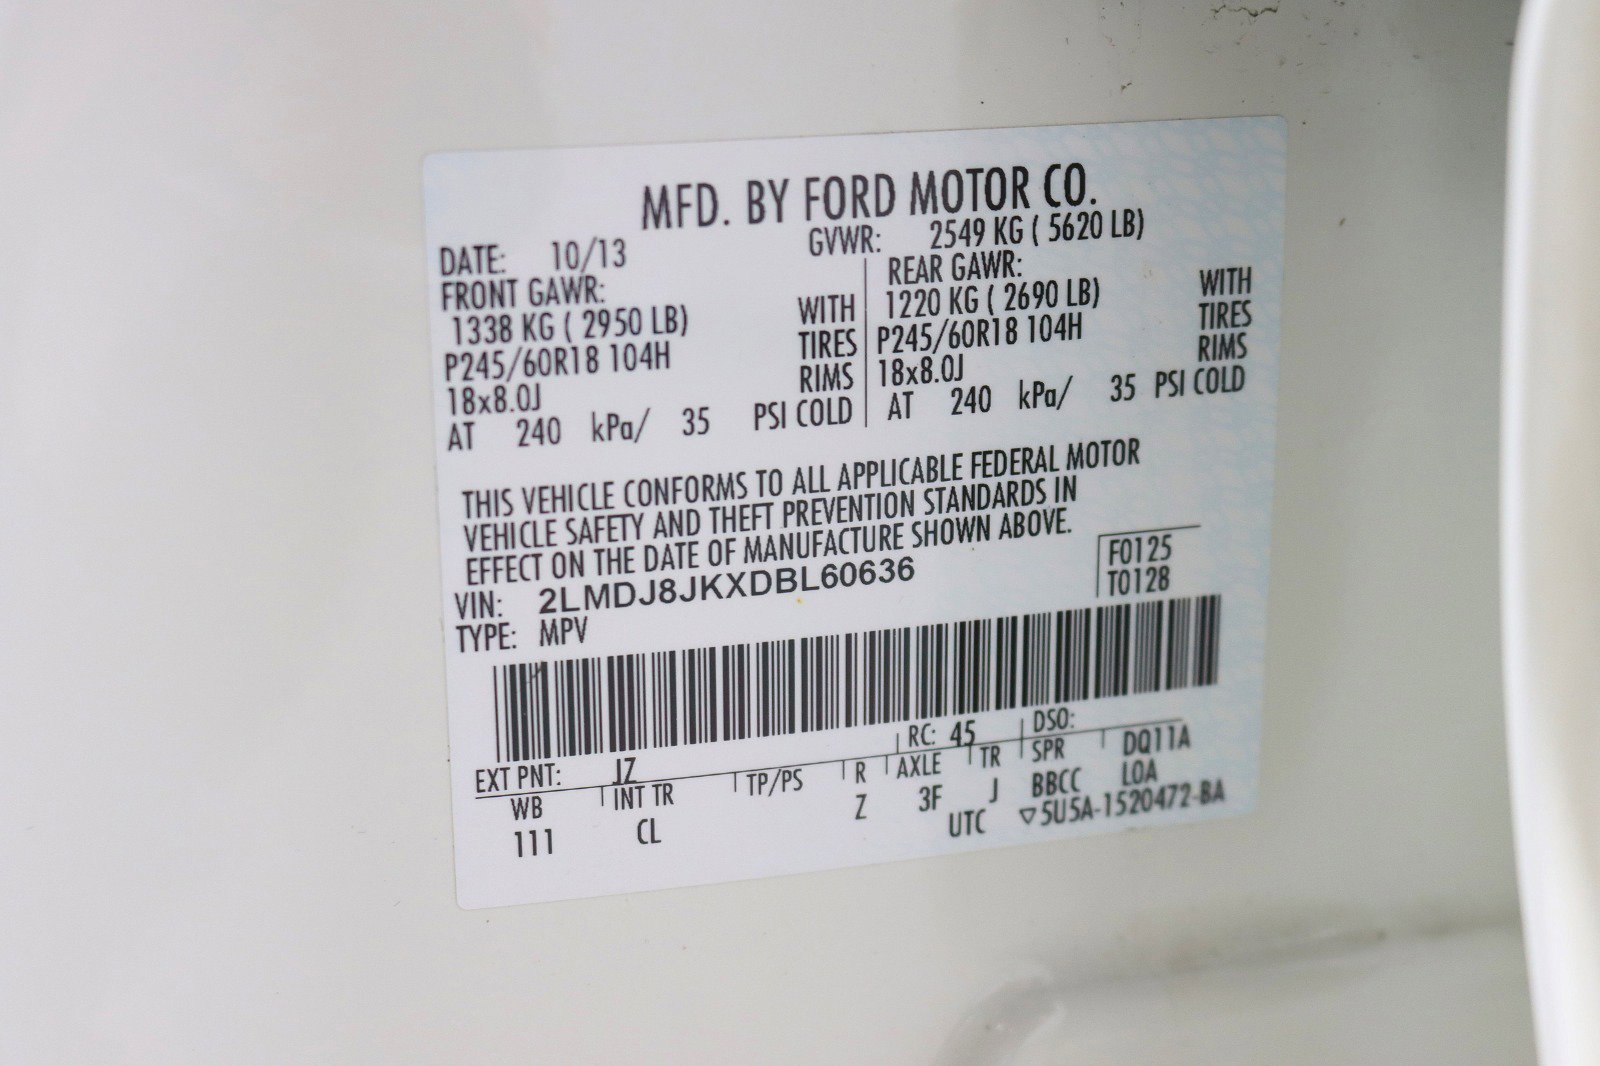 MFD. BY FORD MOTOR CO.
DATE: 10/13 GVWR: 2549 KG ( 5620 LB)
FRONT GAWR: REAR GAWR:
1338 KG ( 2950 LB) WITH 1220 KG ( 2690 LB) WITH
P245/60R18 104H TIRES P245/60R18 104H TIRES
18x8.0J RIMS 18x8.0J RIMS
AT 240 kPa/ 35 PSI COLD AT 240 kPa/ 35 PSI COLD
THIS VEHICLE CONFORMS TO ALL APPLICABLE FEDERAL MOTOR
VEHICLE SAFETY AND THEFT PREVENTION STANDARDS IN
EFFECT ON THE DATE OF MANUFACTURE SHOWN ABOVE.
F0125
VIN: 2LMDJ8JKXDBL60636 T0128
TYPE: MPV
EXT PNT: JZ RC: 45 DSO:
WB INT TR TP/PS R AXLE TR SPR DQ11A
111 CL Z 3F J BBCC LOA
UTC ▽5U5A-1520472-BA